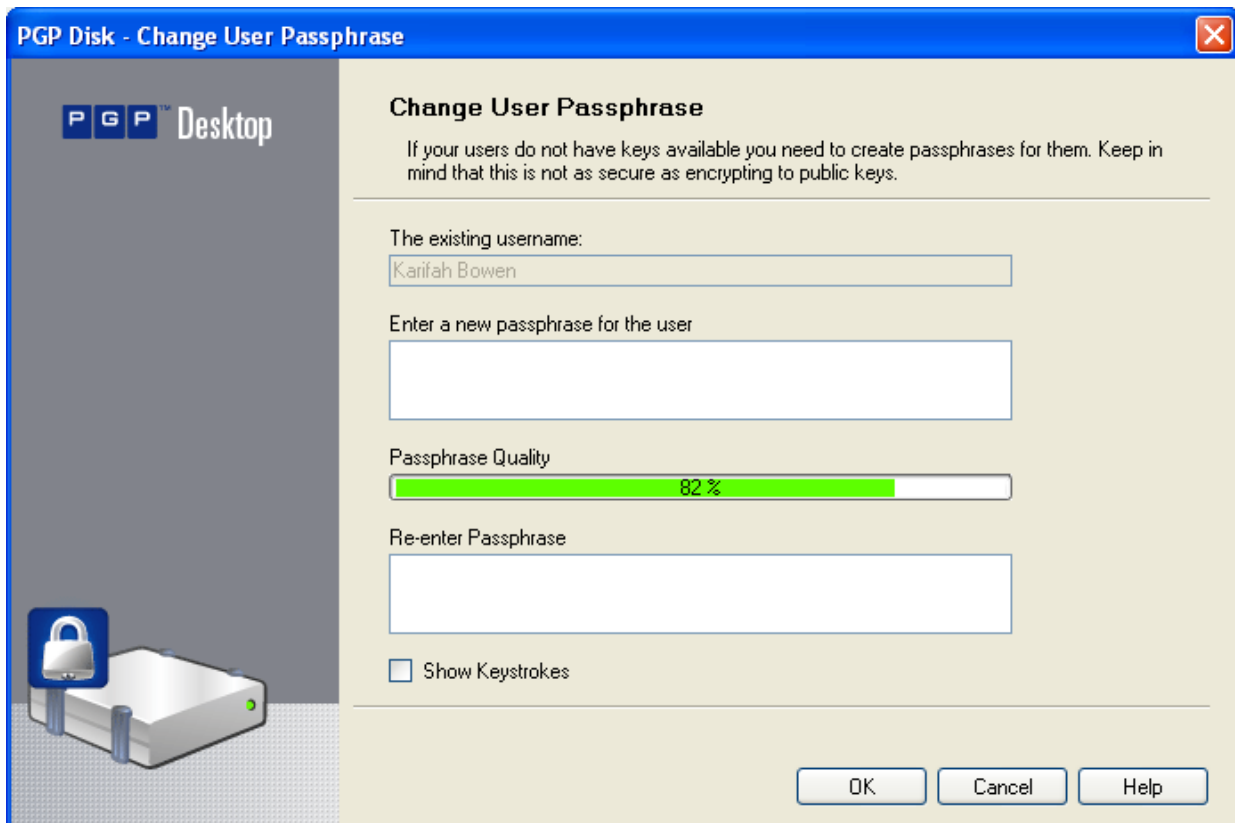 PGP Disk - Change User Passphrase
PGP™ Desktop
Change User Passphrase
If your users do not have keys available you need to create passphrases for them. Keep in
mind that this is not as secure as encrypting to public keys.
The existing username:
Karifah Bowen
Enter a new passphrase for the user
Passphrase Quality
82 %
Re-enter Passphrase
Show Keystrokes
OK Cancel Help